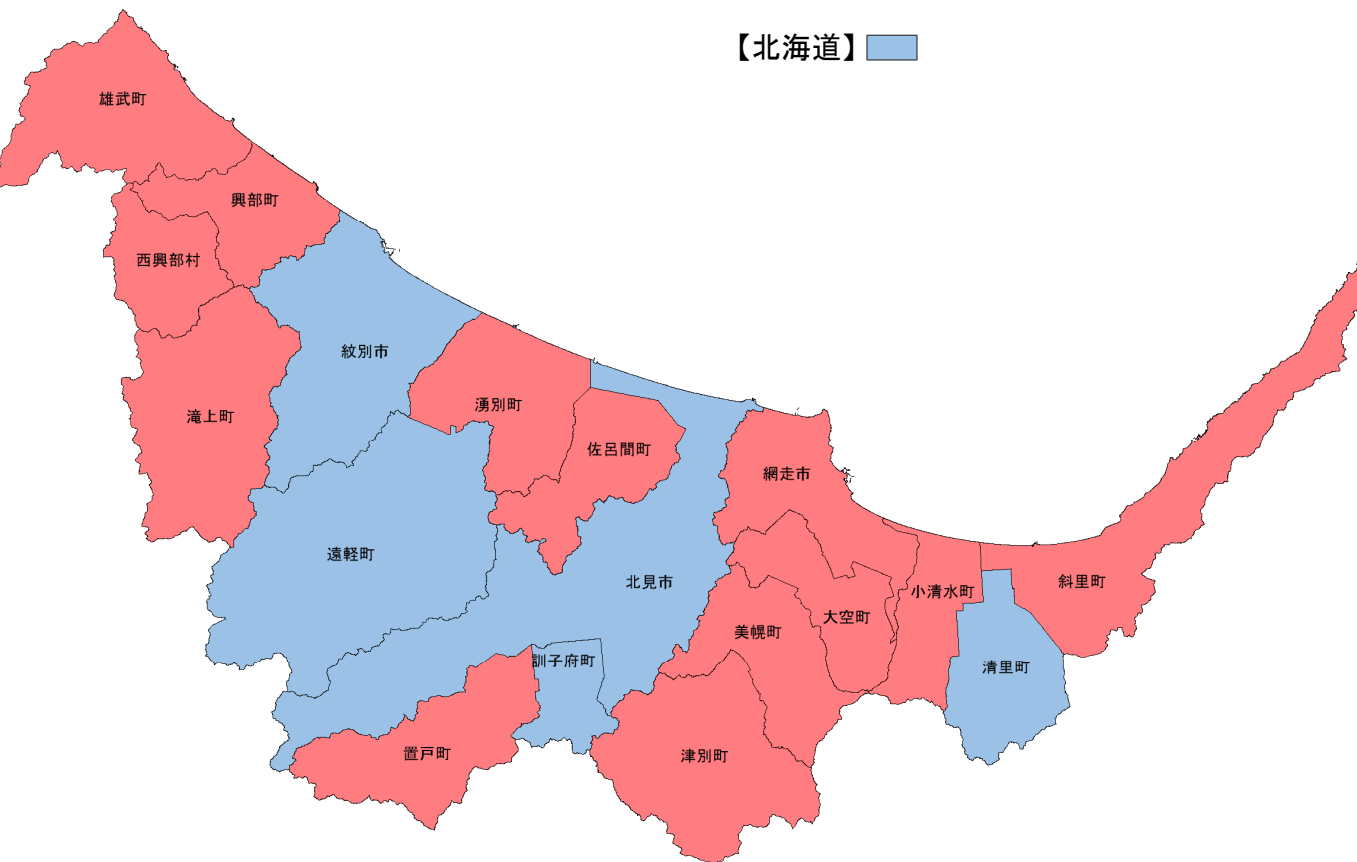 【北海道】
雄武町
興部町
西興部村
紋別市
滝上町
湧別町
佐呂間町
網走市
遠軽町
北見市
斜里町
小清水町
大空町
美幌町
訓子府町
清里町
置戸町
津別町